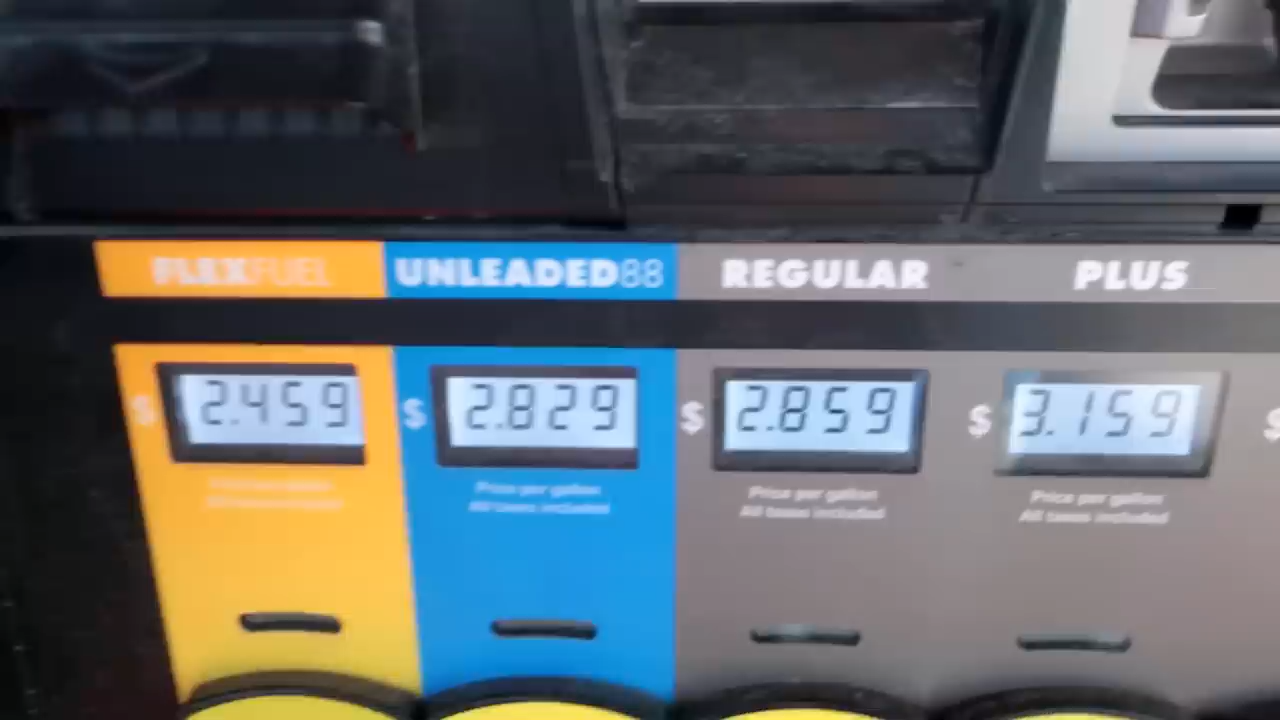 FLEXFUEL UNLEADED88 REGULAR PLUS
$ 2.459 $ 2.829 $ 2.859 $ 3.159 $
Price per gallon Price per gallon Price per gallon
All taxes included All taxes included All taxes included